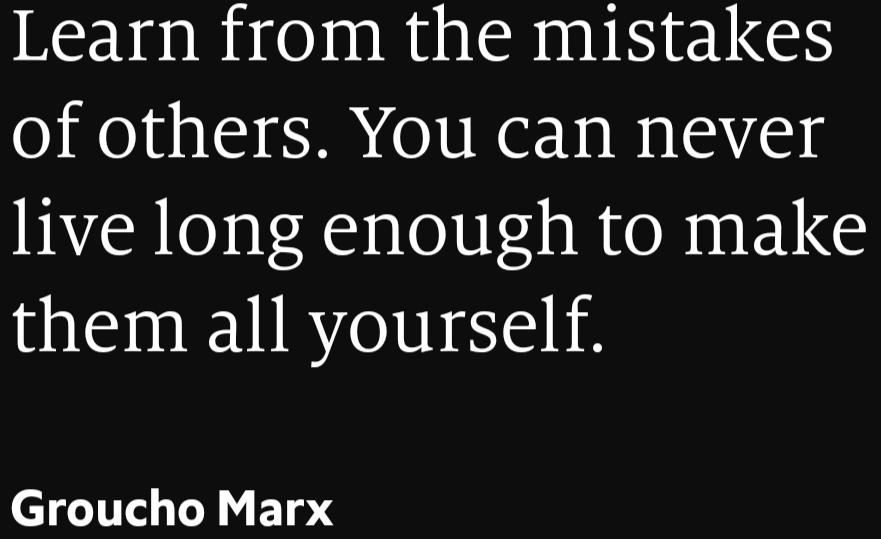 Learn from the mistakes
of others. You can never
live long enough to make
them all yourself.
Groucho Marx